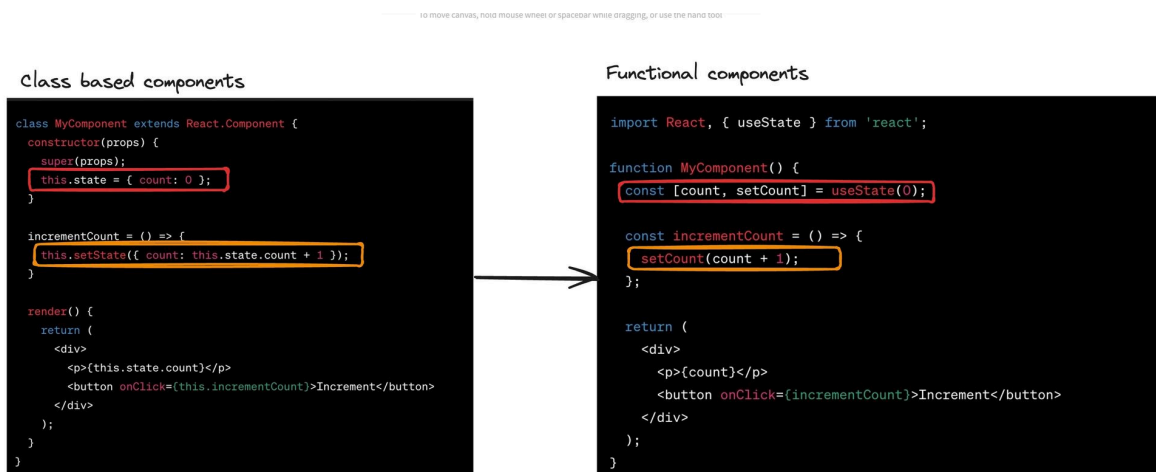 To move canvas, hold mouse wheel or spacebar while dragging, or use the hand tool
Class based components
class MyComponent extends React.Component {
constructor(props) {
super(props);
this.state = { count: 0 };
}
incrementCount = () => {
this.setState({ count: this.state.count + 1 });
}
render() {
return (
<div>
<p>{this.state.count}</p>
<button onClick={this.incrementCount}>Increment</button>
</div>
);
}
}
Functional components
import React, { useState } from 'react';
function MyComponent() {
const [count, setCount] = useState(0);
const incrementCount = () => {
setCount(count + 1);
};
return (
<div>
<p>{count}</p>
<button onClick={incrementCount}>Increment</button>
</div>
);
}